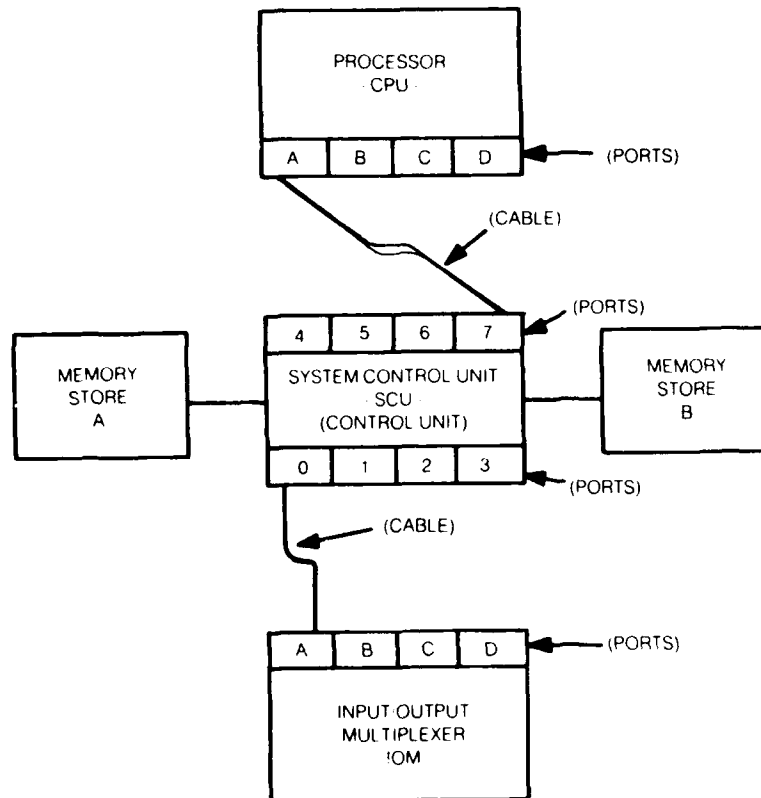 PROCESSOR
CPU
A B C D
(PORTS)
(CABLE)
(PORTS)
4 5 6 7
MEMORY
STORE
A
SYSTEM CONTROL UNIT
SCU
(CONTROL UNIT)
MEMORY
STORE
B
0 1 2 3
(PORTS)
(CABLE)
A B C D
(PORTS)
INPUT/OUTPUT
MULTIPLEXER
IOM